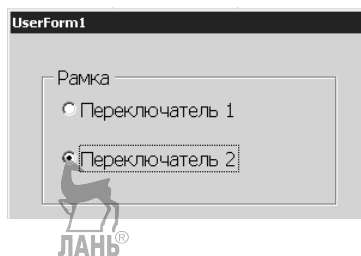 UserForm1
Рамка
Переключатель 1
Переключатель 2
ЛАНЬ®